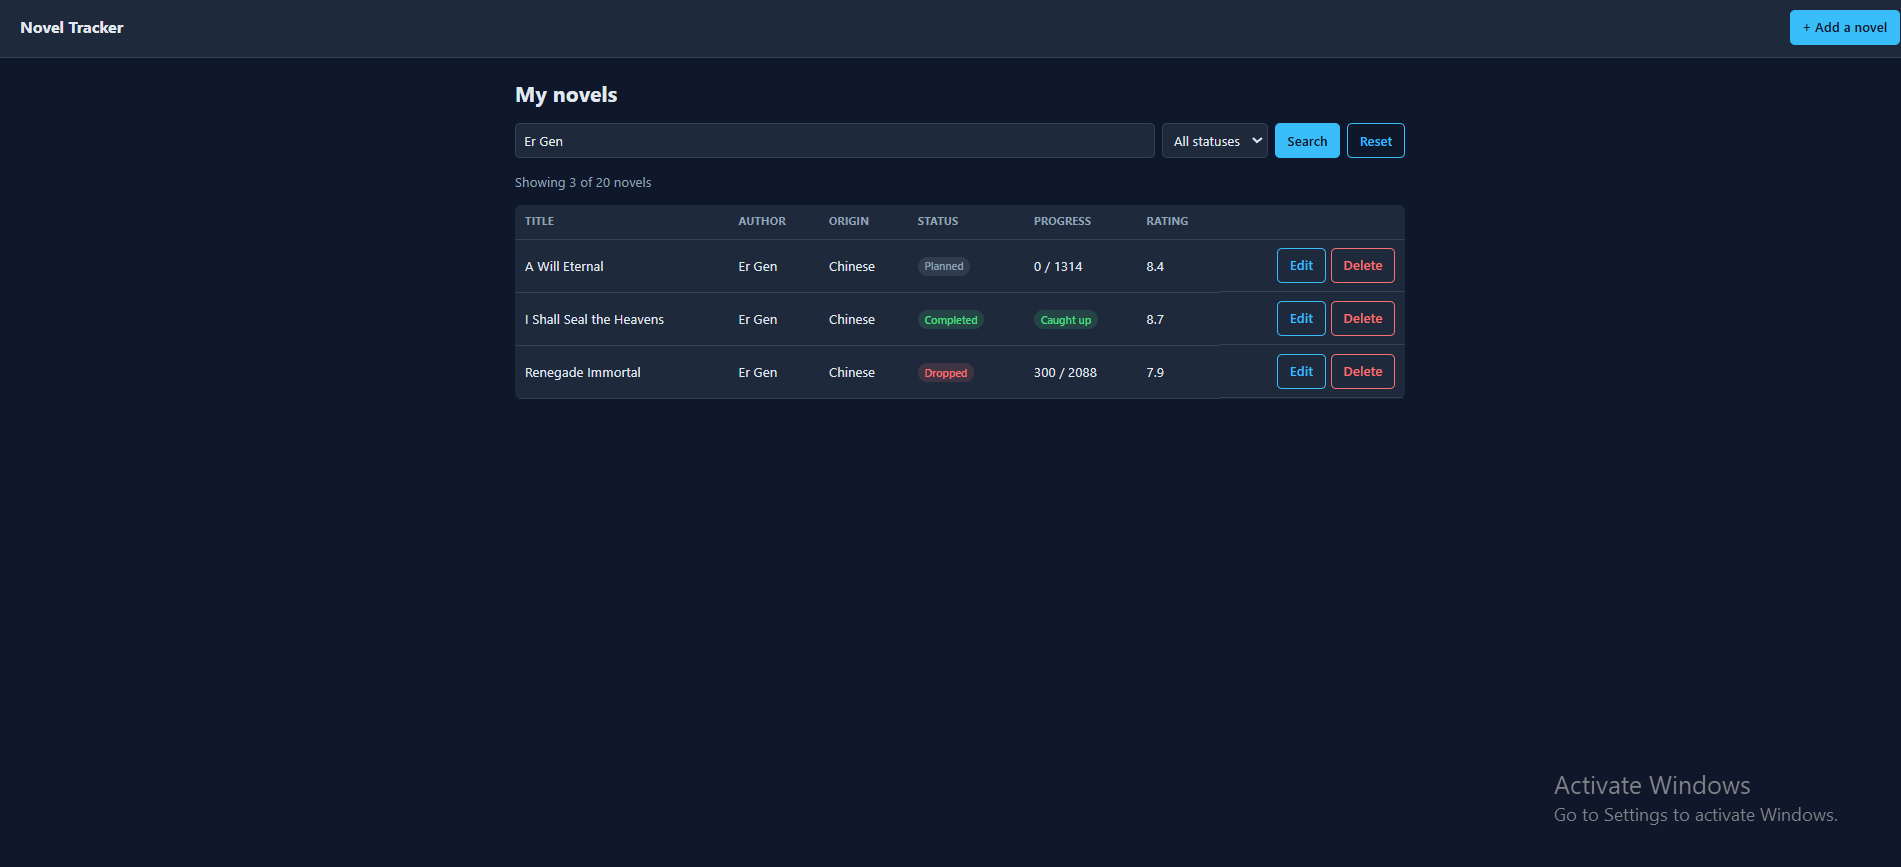 Novel Tracker
+ Add a novel
My novels
Er Gen
All statuses
Search
Reset
Showing 3 of 20 novels
TITLE AUTHOR ORIGIN STATUS PROGRESS RATING
A Will Eternal Er Gen Chinese Planned 0 / 1314 8.4 Edit Delete
I Shall Seal the Heavens Er Gen Chinese Completed Caught up 8.7 Edit Delete
Renegade Immortal Er Gen Chinese Dropped 300 / 2088 7.9 Edit Delete
Activate Windows
Go to Settings to activate Windows.